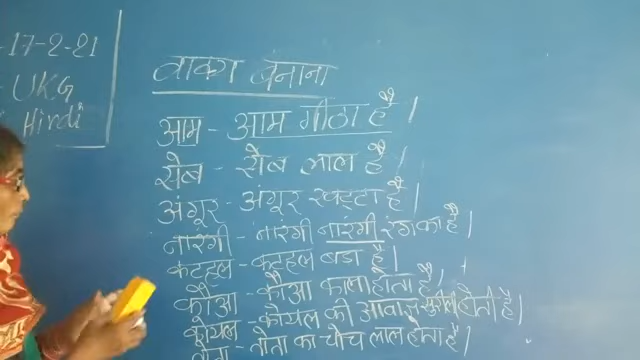 -17-2-21
UKG
Hindi
वाक्य बनाना
आम - आम मीठा है।
सेब - सेब लाल है।
अंगूर - अंगूर खट्टा है।
नारंगी - नारंगी नारंगी रंग का है।
कटहल - कटहल बडा है।
कौआ - कौआ काला होता है।
कोयल - कोयल की आवाज सुरीली होती है।
तोता - तोता का चोच लाल होता है।